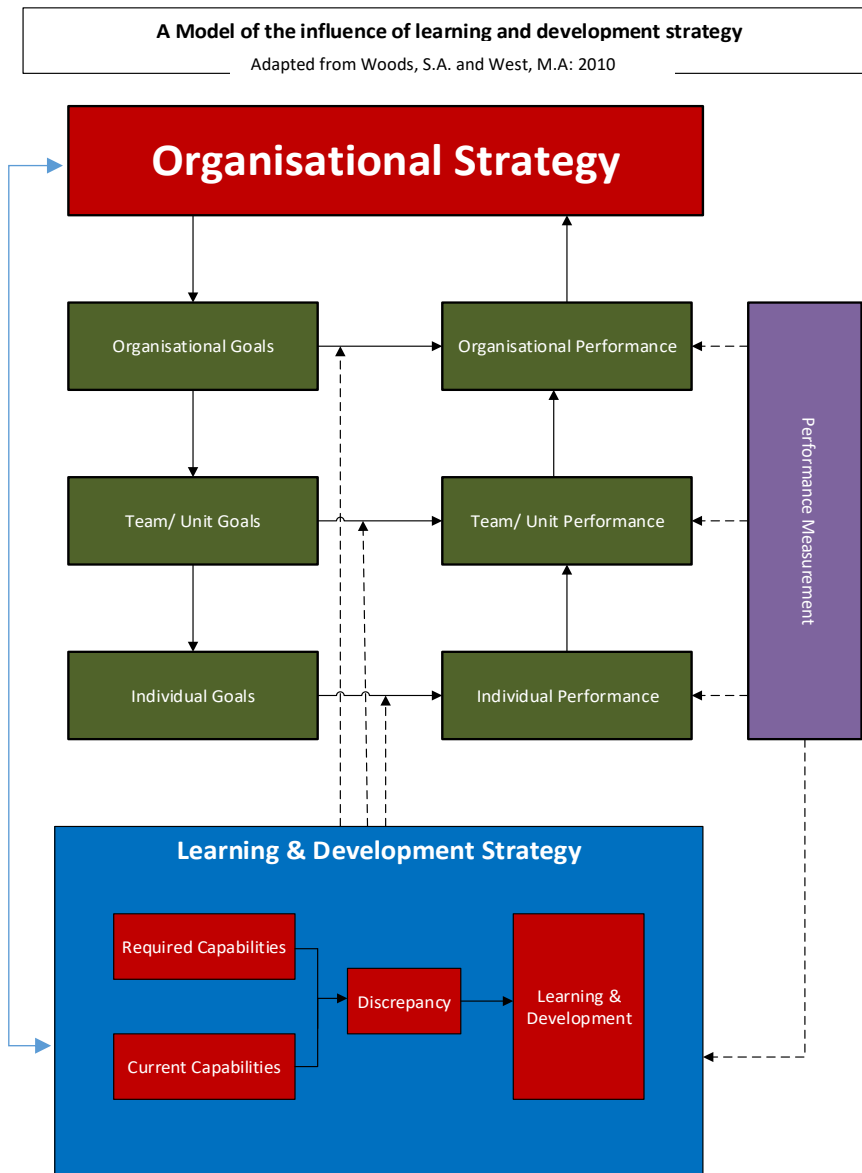 A Model of the influence of learning and development strategy
Adapted from Woods, S.A. and West, M.A: 2010
Organisational Strategy
Organisational Goals
Organisational Performance
Team/ Unit Goals
Team/ Unit Performance
Individual Goals
Individual Performance
Performance Measurement
Learning & Development Strategy
Required Capabilities
Current Capabilities
Discrepancy
Learning &
Development